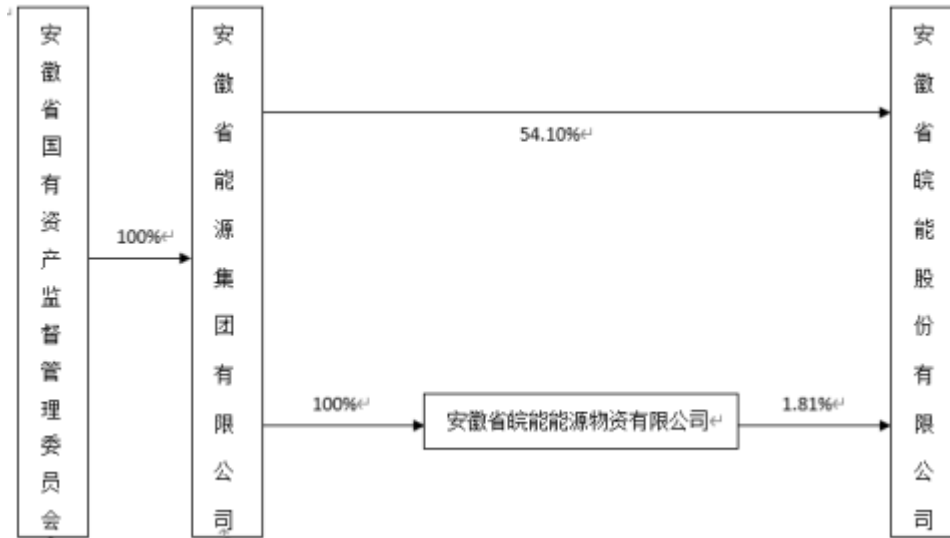 安徽省国有资产监督管理委员会
100%
安徽省能源集团有限公司
54.10%
100%
安徽省皖能能源物资有限公司
1.81%
安徽省皖能股份有限公司